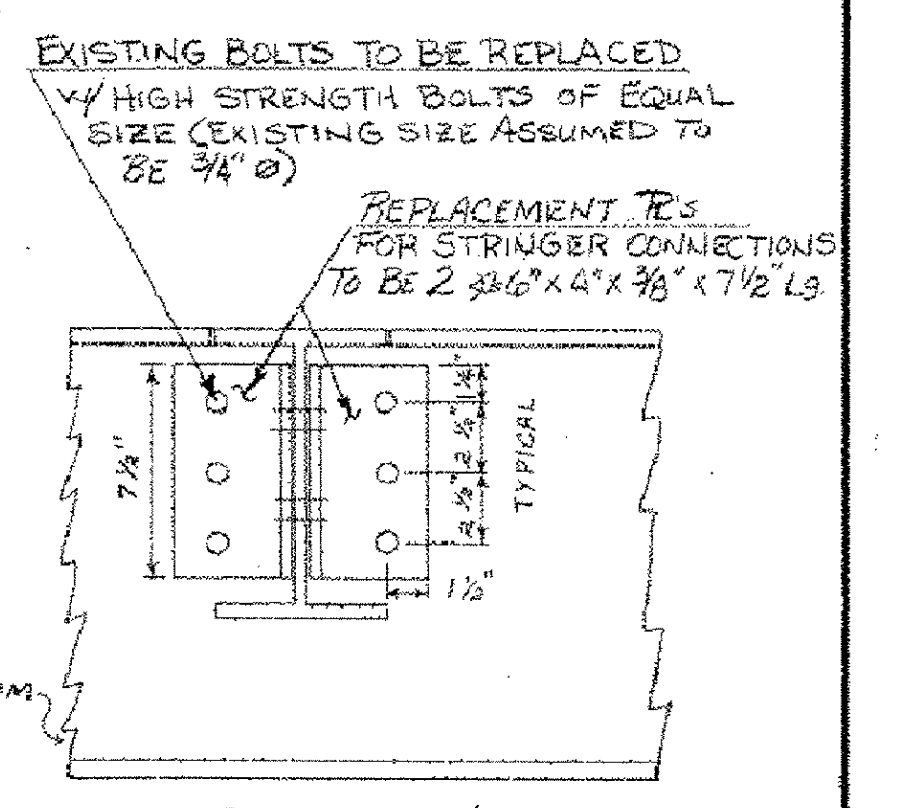 EXISTING BOLTS TO BE REPLACED
W/ HIGH STRENGTH BOLTS OF EQUAL
SIZE (EXISTING SIZE ASSUMED TO
BE 3/4" Ø)
REPLACEMENT PL's
FOR STRINGER CONNECTIONS
TO BE 2 6" x 4" x 3/8" x 7 1/2" Lg.
7 1/2"
1 1/4"
2 1/2"
2 1/2"
TYPICAL
1 1/2"